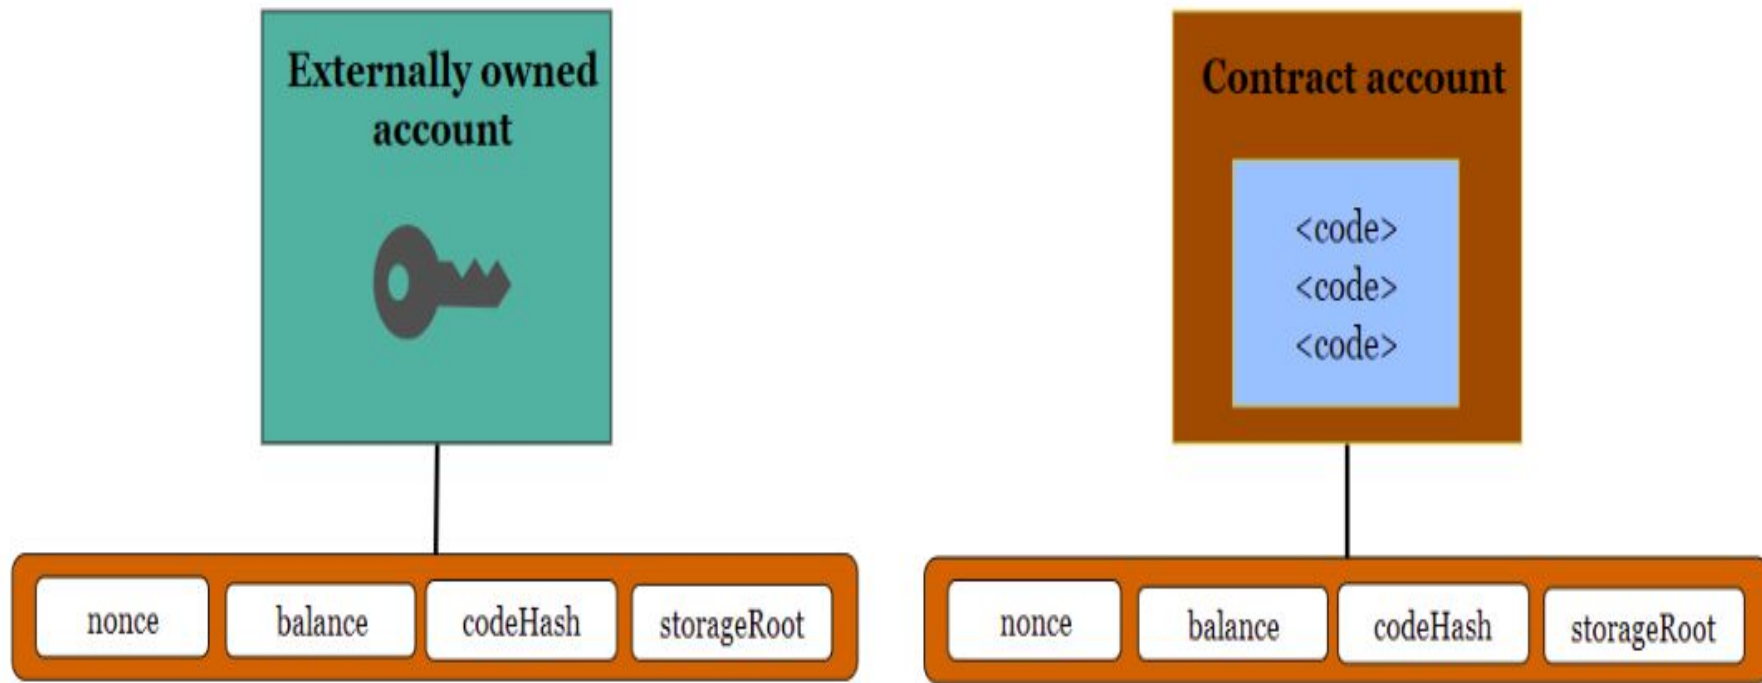 Externally owned
account
nonce
balance
codeHash
storageRoot
Contract account
<code>
<code>
<code>
nonce
balance
codeHash
storageRoot